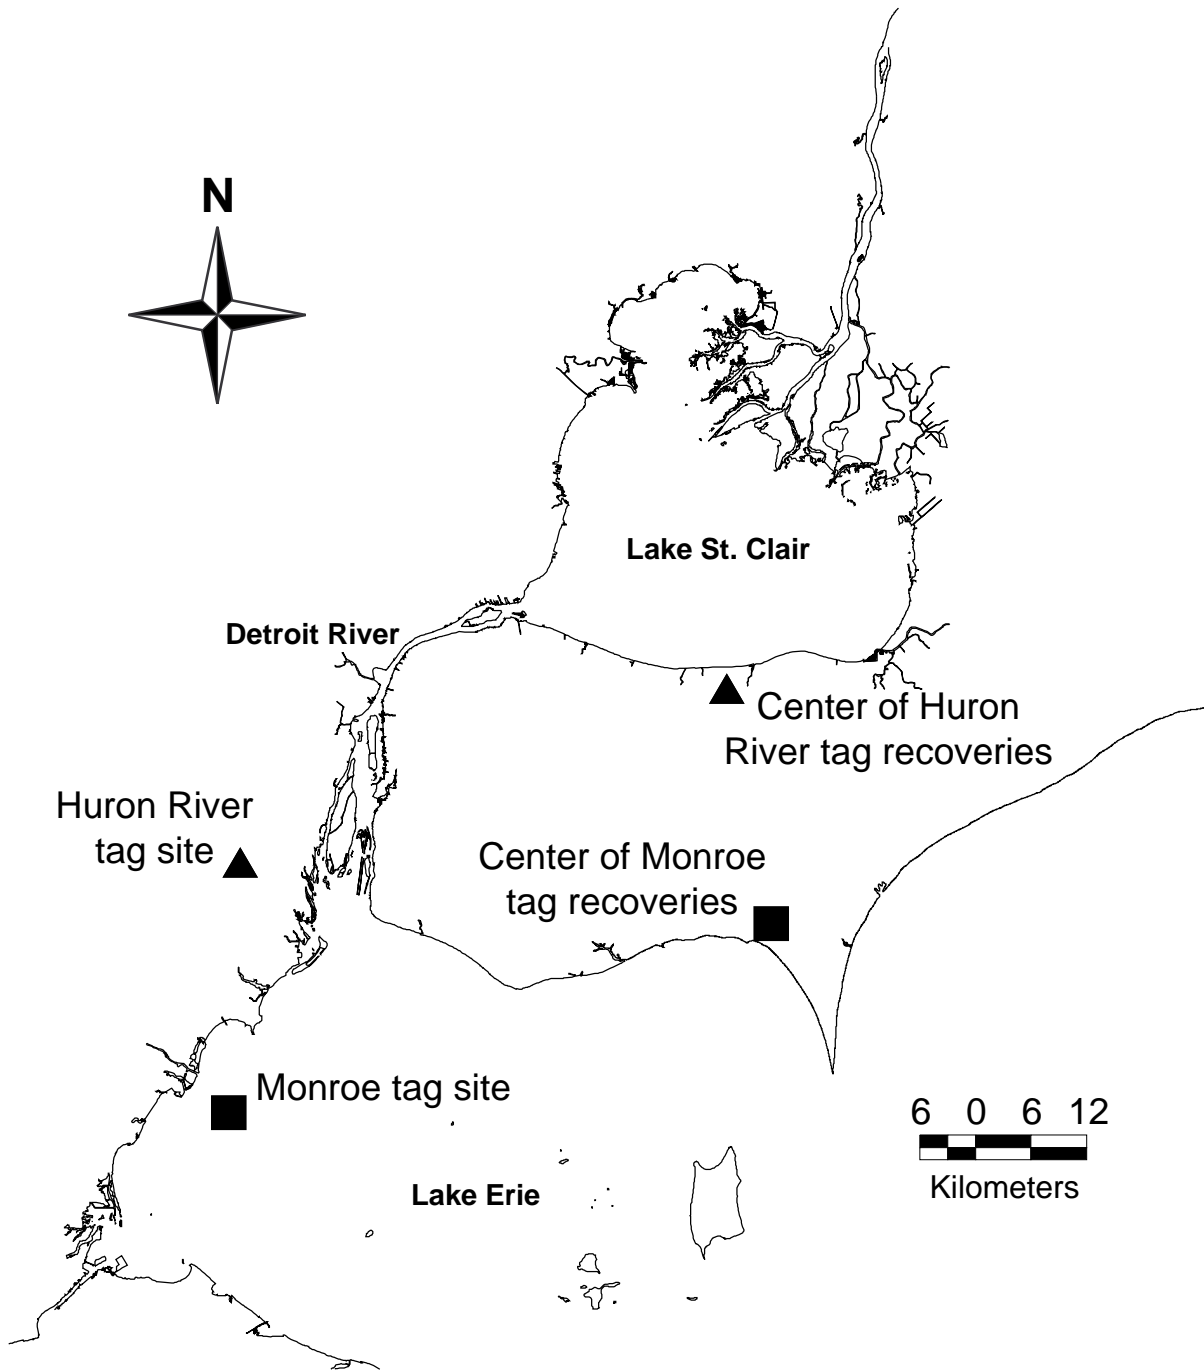 N
Lake St. Clair
Detroit River
Center of Huron
River tag recoveries
Huron River
tag site
Center of Monroe
tag recoveries
Monroe tag site
6 0 6 12
Kilometers
Lake Erie